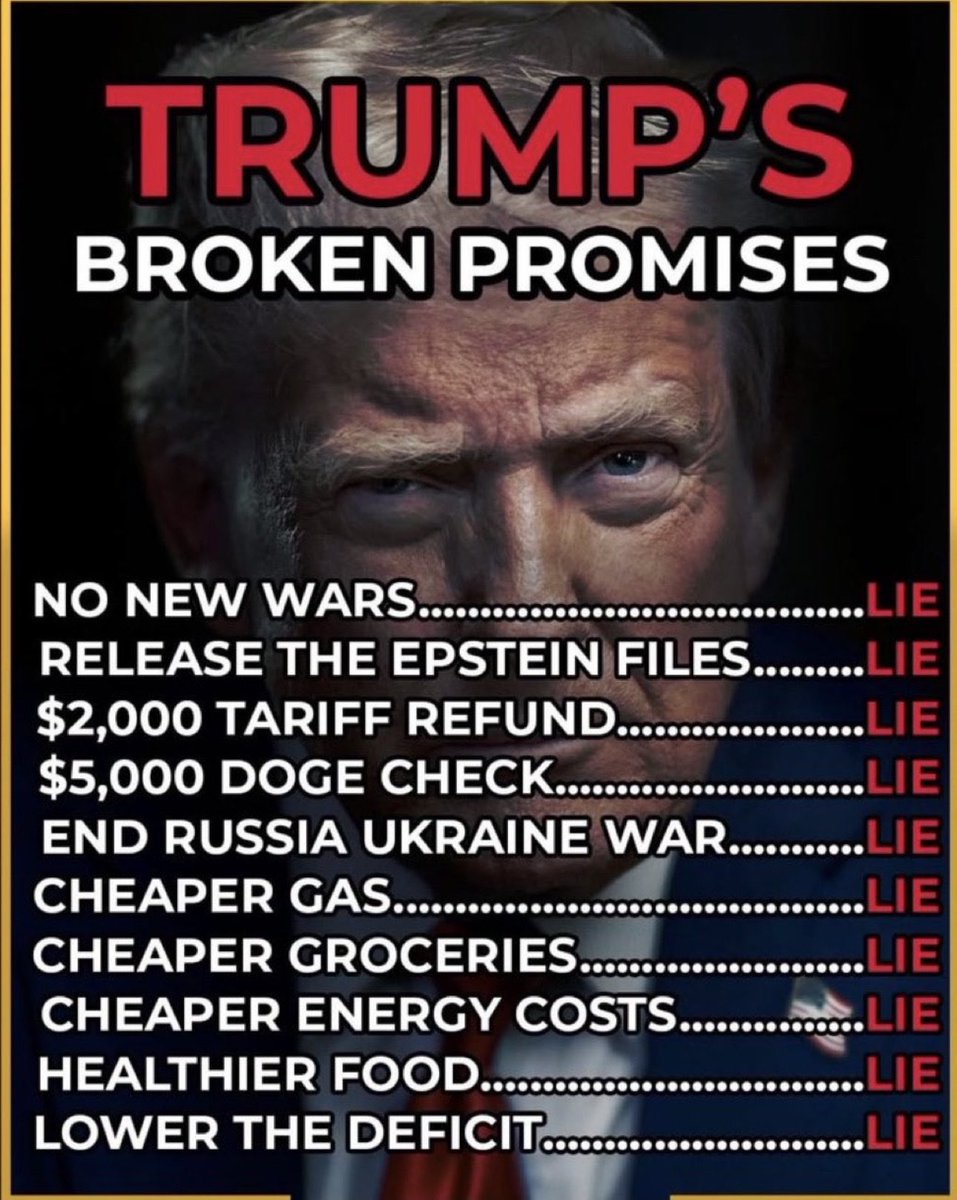 TRUMP'S
BROKEN PROMISES
NO NEW WARS....................................LIE
RELEASE THE EPSTEIN FILES.........LIE
$2,000 TARIFF REFUND....................LIE
$5,000 DOGE CHECK.........................LIE
END RUSSIA UKRAINE WAR...........LIE
CHEAPER GAS......................................LIE
CHEAPER GROCERIES.......................LIE
CHEAPER ENERGY COSTS...............LIE
HEALTHIER FOOD...............................LIE
LOWER THE DEFICIT..........................LIE